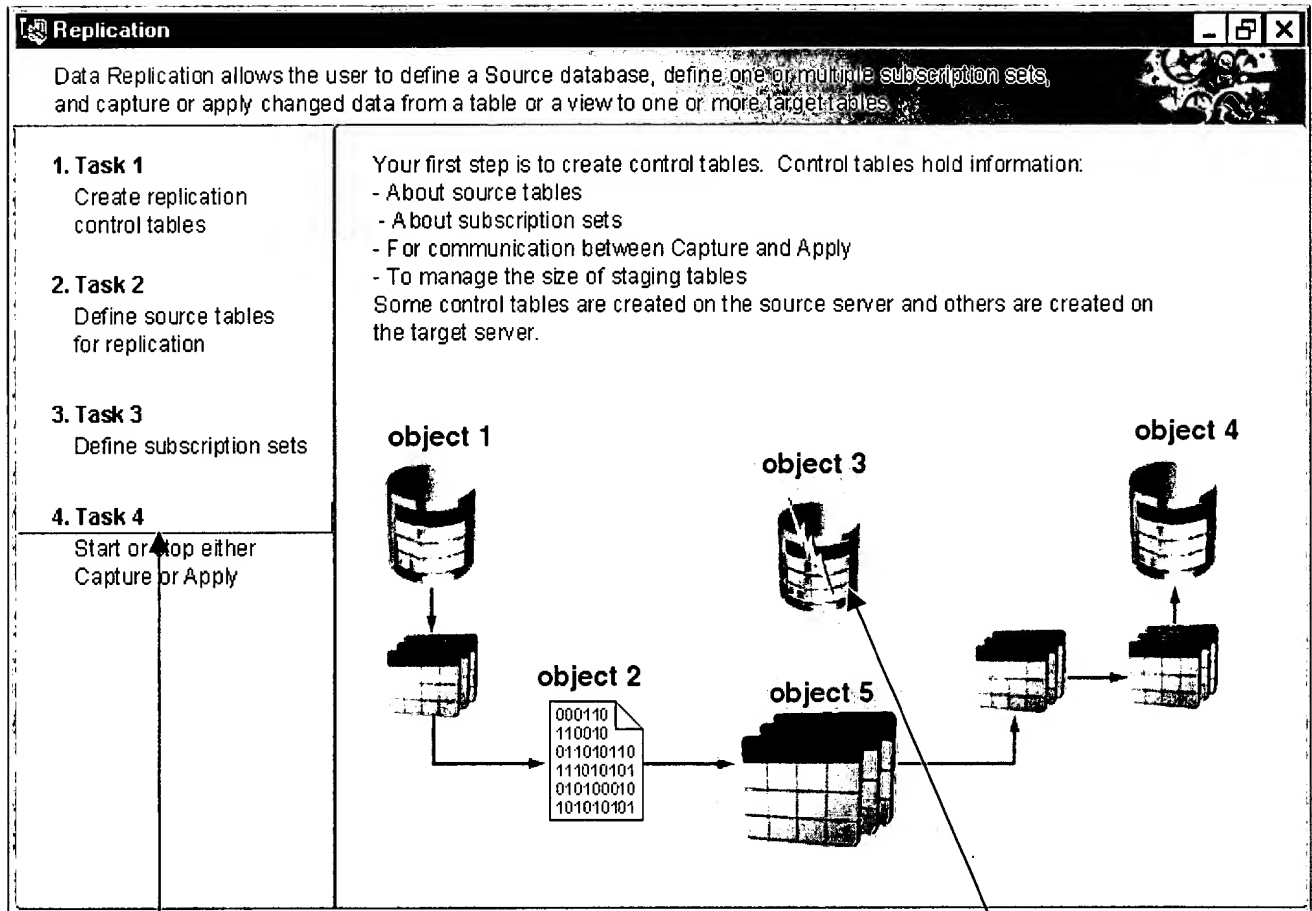 Replication
Data Replication allows the user to define a Source database, define one or multiple subscription sets,
and capture or apply changed data from a table or a view to one or more target tables.
1. Task 1
Create replication
control tables
2. Task 2
Define source tables
for replication
3. Task 3
Define subscription sets
4. Task 4
Start or stop either
Capture or Apply
Your first step is to create control tables. Control tables hold information:
- About source tables
- About subscription sets
- For communication between Capture and Apply
- To manage the size of staging tables
Some control tables are created on the source server and others are created on
the target server.
object 1
object 2
000110
110010
011010110
111010101
010100010
101010101
object 3
object 5
object 4